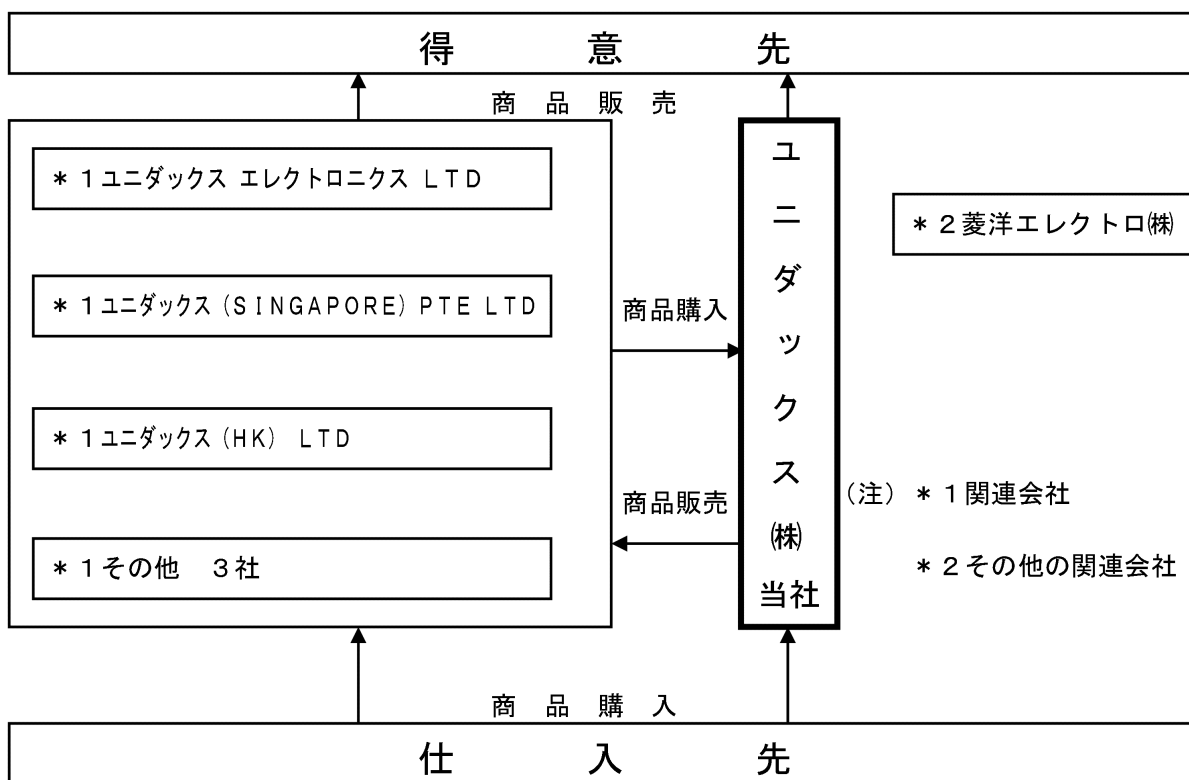 得 意 先
商 品 販 売
＊１ユニダックス エレクトロニクス ＬＴＤ
＊１ユニダックス（ＳＩＮＧＡＰＯＲＥ）ＰＴＥ ＬＴＤ
＊１ユニダックス（ＨＫ） ＬＴＤ
＊１その他　３社
商品購入
商品販売
ユニダックス㈱
当社
＊２菱洋エレクトロ㈱
（注）＊１関連会社
＊２その他の関連会社
商 品 購 入
仕 入 先